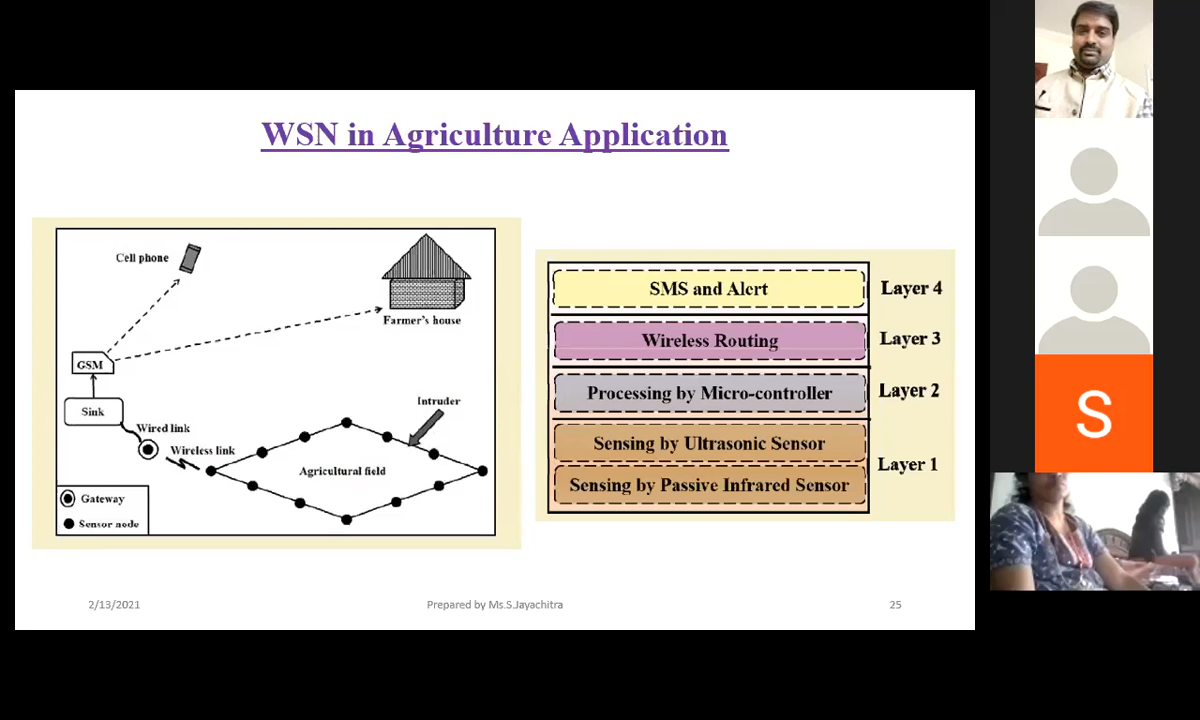 WSN in Agriculture Application
Cell phone
Farmer's house
GSM
Sink
Wired link
Wireless link
Intruder
Agricultural field
Gateway
Sensor node
SMS and Alert
Layer 4
Wireless Routing
Layer 3
Processing by Micro-controller
Layer 2
Sensing by Ultrasonic Sensor
Layer 1
Sensing by Passive Infrared Sensor
2/13/2021
Prepared by Ms.S.Jayachitra
25
S